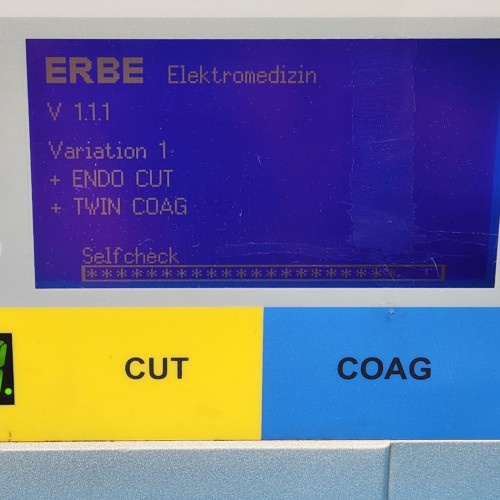 ERBE Elektromedizin
V 1.1.1
Variation 1
+ ENDO CUT
+ TWIN COAG
Selfcheck
********************
CUT COAG